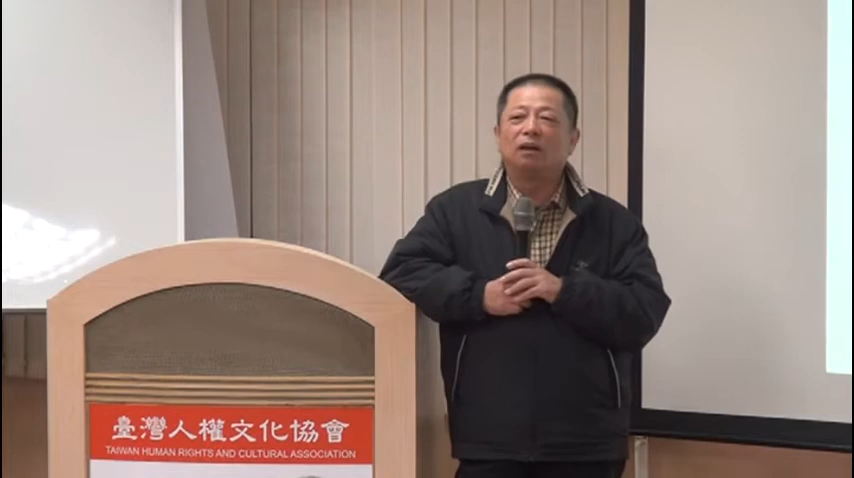 臺灣人權文化協會
TAIWAN HUMAN RIGHTS AND CULTURAL ASSOCIATION